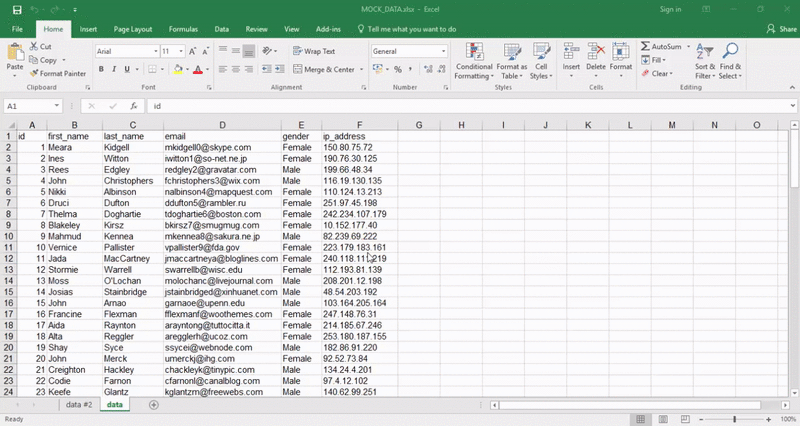 MOCK_DATA.xlsx - Excel
Sign in
File Home Insert Page Layout Formulas Data Review View Add-ins Tell me what you want to do Share
Paste
Cut
Copy
Format Painter
Clipboard
Arial 11
B I U
Font
Wrap Text
Merge & Center
Alignment
General
Number
Conditional Formatting
Format as Table
Cell Styles
Styles
Insert Delete Format
Cells
AutoSum
Fill
Clear
Sort & Filter
Find & Select
Editing
A1 fx id
A B C D E F G H I J K L M N O
1 id first_name last_name email gender ip_address
2 1 Meara Kidgell mkidgell0@skype.com Female 150.80.75.72
3 2 Ines Witton iwitton1@so-net.ne.jp Female 190.76.30.125
4 3 Rees Edgley redgley2@gravatar.com Male 199.66.48.34
5 4 John Christophers fchristophers3@wix.com Male 116.19.130.135
6 5 Nikki Albinson nalbinson4@mapquest.com Female 110.124.13.213
7 6 Druci Dufton ddufton5@rambler.ru Female 251.97.45.198
8 7 Thelma Doghartie tdoghartie6@boston.com Female 242.234.107.179
9 8 Blakeley Kirsz bkirsz7@smugmug.com Female 10.152.177.40
10 9 Mahmud Kennea mkennea8@sakura.ne.jp Male 82.239.69.222
11 10 Vernice Pallister vpallister9@fda.gov Female 223.179.183.161
12 11 Jada MacCartney jmaccartneya@bloglines.com Female 240.118.11 219
13 12 Stormie Warrell swarrellb@wisc.edu Female 112.193.81.139
14 13 Moss O'Lochan molochanc@livejournal.com Male 208.201.12.198
15 14 Josias Stainbridge jstainbridged@xinhuanet.com Male 48.54.203.192
16 15 John Arnao garnaoe@upenn.edu Male 103.164.205.164
17 16 Francine Flexman fflexmanf@woothemes.com Female 247.148.76.31
18 17 Aida Raynton arayntong@tuttocitta.it Female 214.185.67.246
19 18 Alta Reggler aregglerh@ucoz.com Female 253.180.187.155
20 19 Shay Syce ssycei@webnode.com Male 182.86.91.220
21 20 John Merck umerckj@ihg.com Female 92.52.73.84
22 21 Creighton Hackley chackleyk@tinypic.com Male 134.24.4.201
23 22 Codie Farnon cfarnonl@canalblog.com Male 97.4.12.102
24 23 Keefe Glantz kglantzm@freewebs.com Male 140.62.99.251
data #2 data
Ready
100%